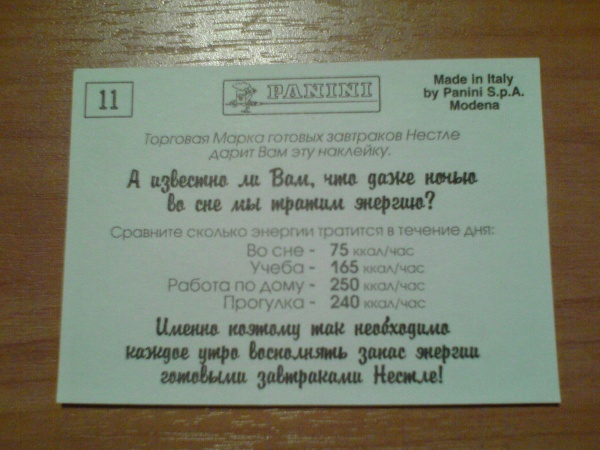 11
PANINI
Made in Italy
by Panini S.p.A.
Modena
Торговая Марка готовых завтраков Нестле
дарит Вам эту наклейку.
А известно ли Вам, что даже ночью
во сне мы тратим энергию?
Сравните сколько энергии тратится в течение дня:
Во сне - 75 ккал/час
Учеба - 165 ккал/час
Работа по дому - 250 ккал/час
Прогулка - 240 ккал/час
Именно поэтому так необходимо
каждое утро восполнять запас энергии
готовыми завтраками Нестле!